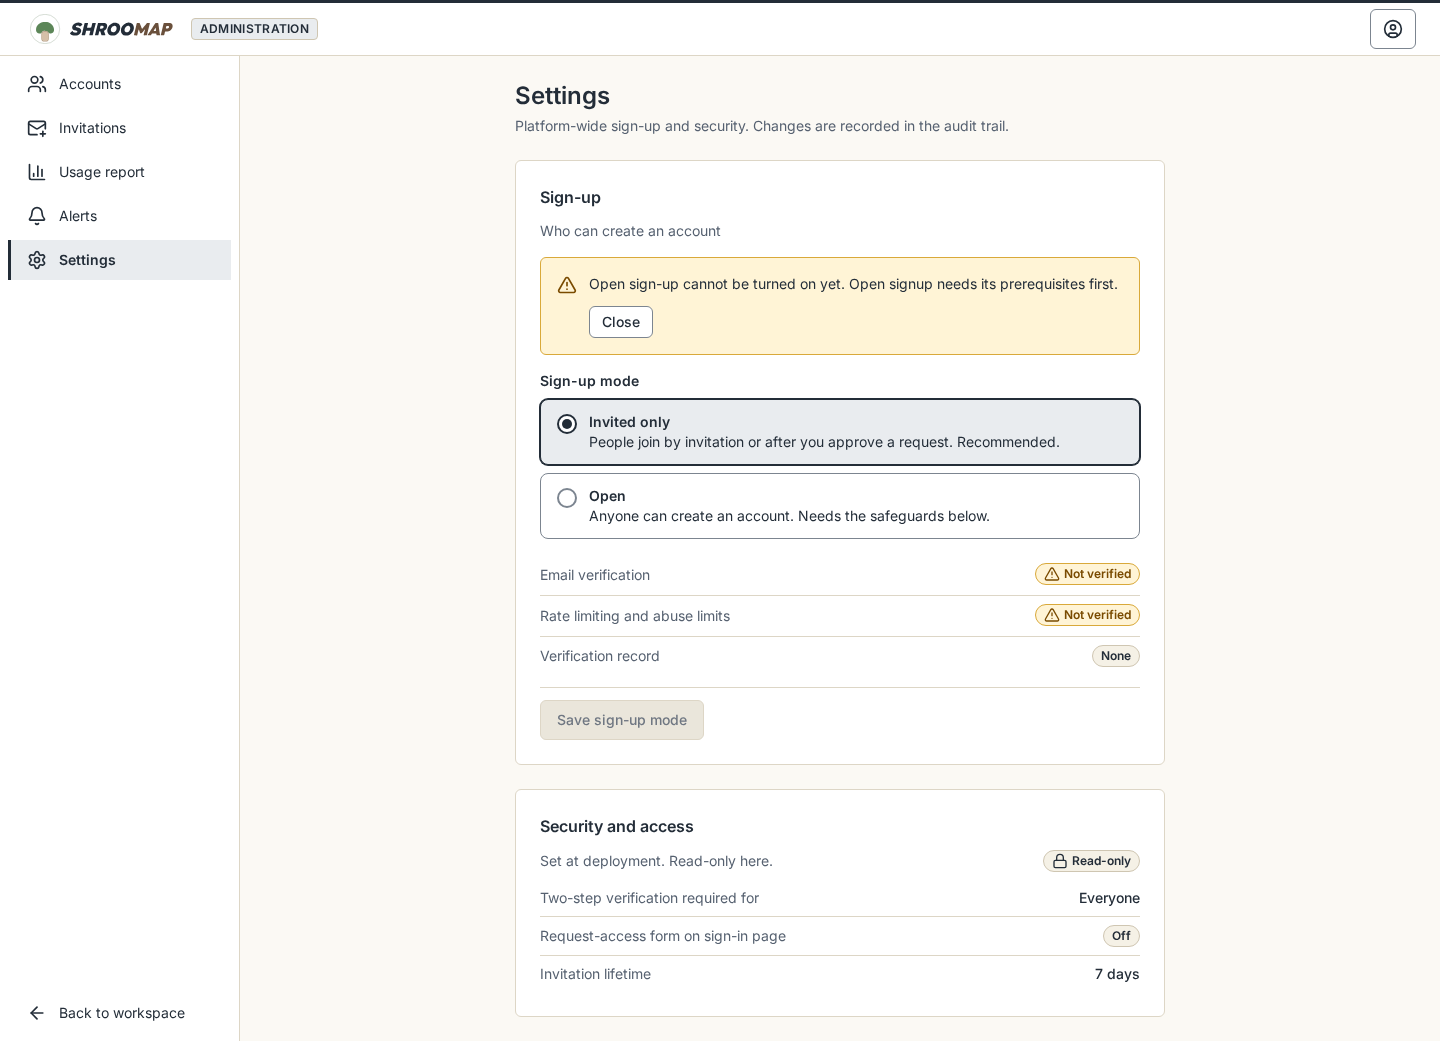 SHROOMAP
ADMINISTRATION
Accounts
Invitations
Usage report
Alerts
Settings
Back to workspace
Settings
Platform-wide sign-up and security. Changes are recorded in the audit trail.
Sign-up
Who can create an account
Open sign-up cannot be turned on yet. Open signup needs its prerequisites first.
Close
Sign-up mode
Invited only
People join by invitation or after you approve a request. Recommended.
Open
Anyone can create an account. Needs the safeguards below.
Email verification Not verified
Rate limiting and abuse limits Not verified
Verification record None
Save sign-up mode
Security and access
Set at deployment. Read-only here. Read-only
Two-step verification required for Everyone
Request-access form on sign-in page Off
Invitation lifetime 7 days